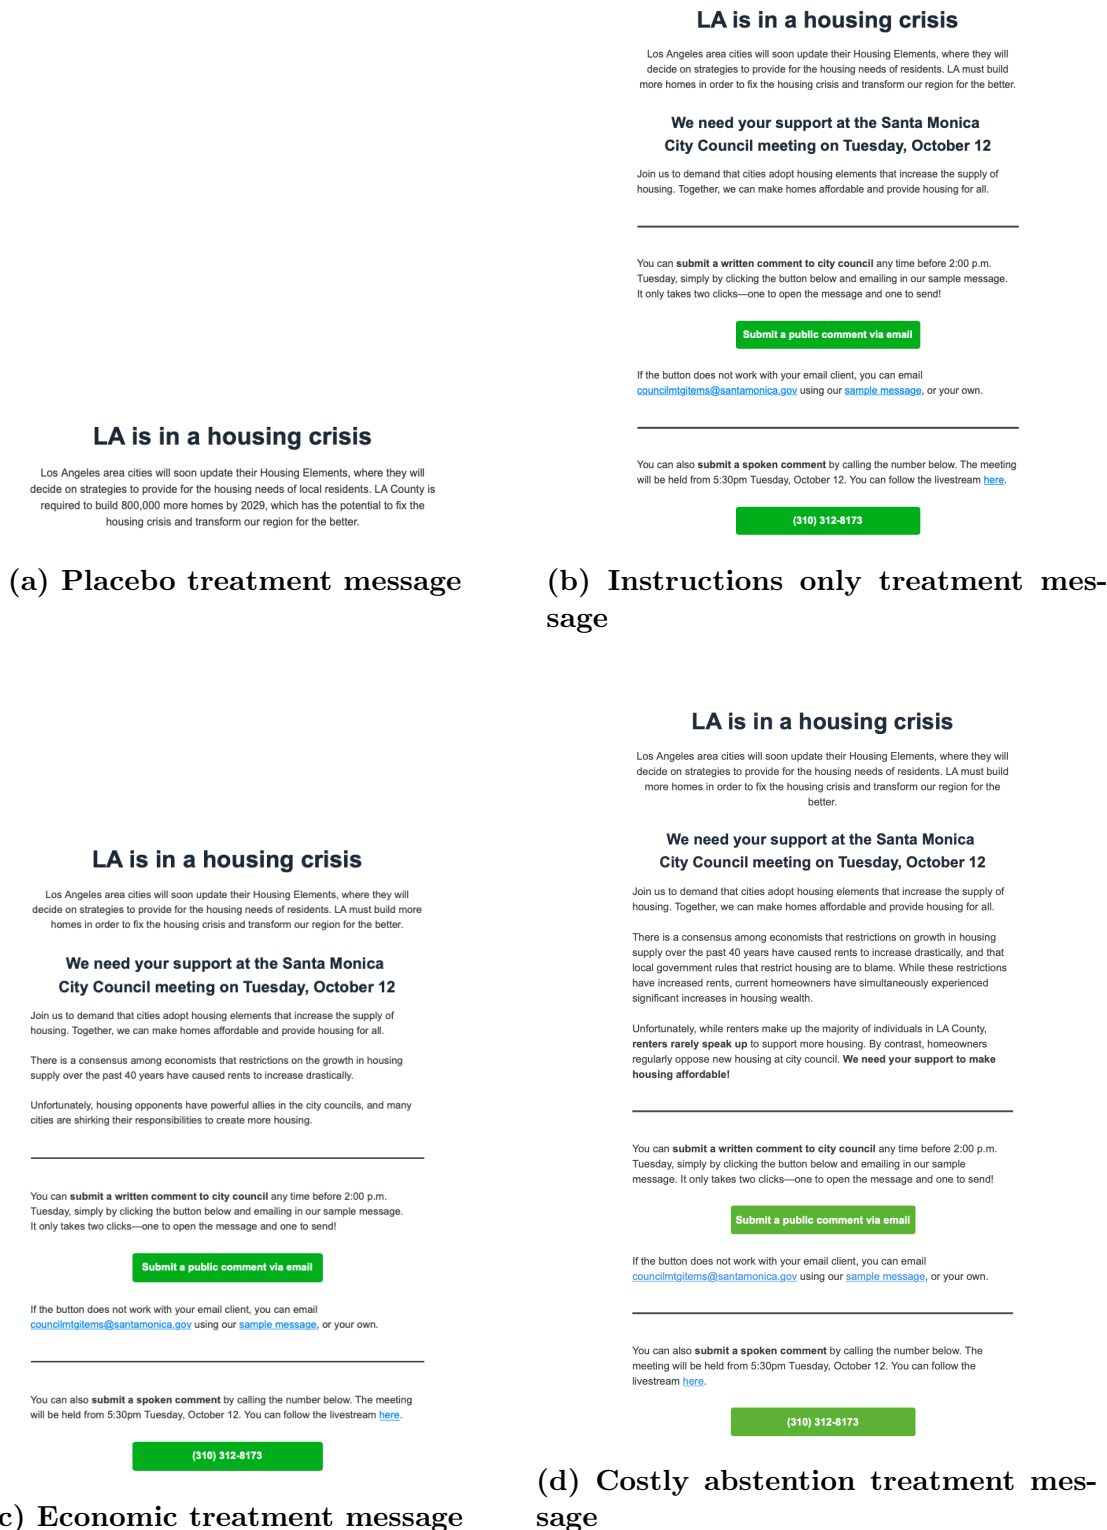 LA is in a housing crisis
Los Angeles area cities will soon update their Housing Elements, where they will
decide on strategies to provide for the housing needs of local residents. LA County is
required to build 800,000 more homes by 2029, which has the potential to fix the
housing crisis and transform our region for the better.
(a) Placebo treatment message
LA is in a housing crisis
Los Angeles area cities will soon update their Housing Elements, where they will
decide on strategies to provide for the housing needs of residents. LA must build
more homes in order to fix the housing crisis and transform our region for the better.
We need your support at the Santa Monica
City Council meeting on Tuesday, October 12
Join us to demand that cities adopt housing elements that increase the supply of
housing. Together, we can make homes affordable and provide housing for all.
You can submit a written comment to city council any time before 2:00 p.m.
Tuesday, simply by clicking the button below and emailing in our sample message.
It only takes two clicks—one to open the message and one to send!
Submit a public comment via email
If the button does not work with your email client, you can email
councilmtgitems@santamonica.gov using our sample message, or your own.
You can also submit a spoken comment by calling the number below. The meeting
will be held from 5:30pm Tuesday, October 12. You can follow the livestream here.
(310) 312-8173
(b) Instructions only treatment mes-
sage
LA is in a housing crisis
Los Angeles area cities will soon update their Housing Elements, where they will
decide on strategies to provide for the housing needs of residents. LA must build more
homes in order to fix the housing crisis and transform our region for the better.
We need your support at the Santa Monica
City Council meeting on Tuesday, October 12
Join us to demand that cities adopt housing elements that increase the supply of
housing. Together, we can make homes affordable and provide housing for all.
There is a consensus among economists that restrictions on the growth in housing
supply over the past 40 years have caused rents to increase drastically.
Unfortunately, housing opponents have powerful allies in the city councils, and many
cities are shirking their responsibilities to create more housing.
You can submit a written comment to city council any time before 2:00 p.m.
Tuesday, simply by clicking the button below and emailing in our sample message.
It only takes two clicks—one to open the message and one to send!
Submit a public comment via email
If the button does not work with your email client, you can email
councilmtgitems@santamonica.gov using our sample message, or your own.
You can also submit a spoken comment by calling the number below. The meeting
will be held from 5:30pm Tuesday, October 12. You can follow the livestream here.
(310) 312-8173
c) Economic treatment message
LA is in a housing crisis
Los Angeles area cities will soon update their Housing Elements, where they will
decide on strategies to provide for the housing needs of residents. LA must build
more homes in order to fix the housing crisis and transform our region for the
better.
We need your support at the Santa Monica
City Council meeting on Tuesday, October 12
Join us to demand that cities adopt housing elements that increase the supply of
housing. Together, we can make homes affordable and provide housing for all.
There is a consensus among economists that restrictions on growth in housing
supply over the past 40 years have caused rents to increase drastically, and that
local government rules that restrict housing are to blame. While these restrictions
have increased rents, current homeowners have simultaneously experienced
significant increases in housing wealth.
Unfortunately, while renters make up the majority of individuals in LA County,
renters rarely speak up to support more housing. By contrast, homeowners
regularly oppose new housing at city council. We need your support to make
housing affordable!
You can submit a written comment to city council any time before 2:00 p.m.
Tuesday, simply by clicking the button below and emailing in our sample
message. It only takes two clicks—one to open the message and one to send!
Submit a public comment via email
If the button does not work with your email client, you can email
councilmtgitems@santamonica.gov using our sample message, or your own.
You can also submit a spoken comment by calling the number below. The
meeting will be held from 5:30pm Tuesday, October 12. You can follow the
livestream here.
(310) 312-8173
(d) Costly abstention treatment mes-
sage